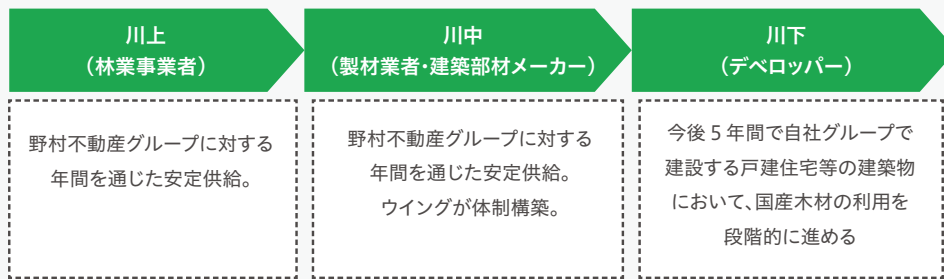 川上
（林業事業者）
野村不動産グループに対する
年間を通じた安定供給。
川中
（製材業者・建築部材メーカー）
野村不動産グループに対する
年間を通じた安定供給。
ウイングが体制構築。
川下
（デベロッパー）
今後5年間で自社グループで
建設する戸建住宅等の建築物
において、国産木材の利用を
段階的に進める